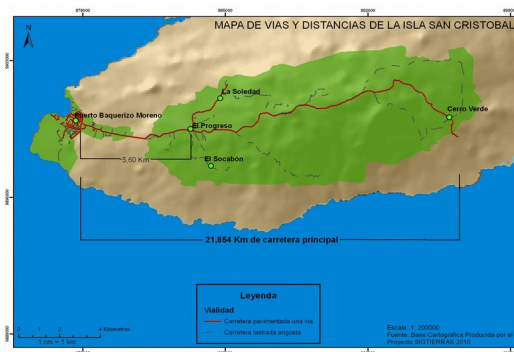 MAPA DE VIAS Y DISTANCIAS DE LA ISLA SAN CRISTOBAL
N
La Soledad
Puerto Baquerizo Moreno
Cerro Verde
El Progreso
5.60 Km
El Socabón
21,854 Km de carretera principal
Leyenda
Vialidad
Carretera pavimentada una via
Carretera lastrada angosta
0 1 2 4 Kilometros
1 cm = 1 km
Escala: 1: 200000
Fuente: Base Cartográfica Producida por el
Proyecto SIGTIERRAS 2010